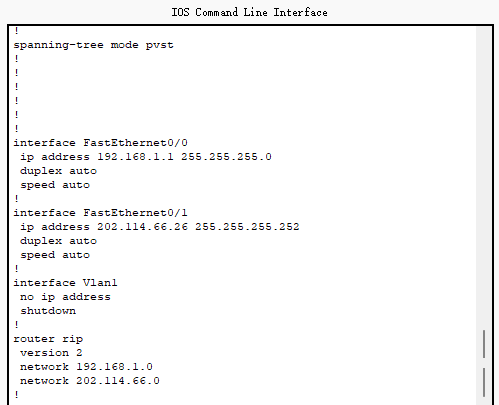 IOS Command Line Interface
!
spanning-tree mode pvst
!
!
!
!
!
!
interface FastEthernet0/0
 ip address 192.168.1.1 255.255.255.0
 duplex auto
 speed auto
!
interface FastEthernet0/1
 ip address 202.114.66.26 255.255.255.252
 duplex auto
 speed auto
!
interface Vlan1
 no ip address
 shutdown
!
router rip
 version 2
 network 192.168.1.0
 network 202.114.66.0
!